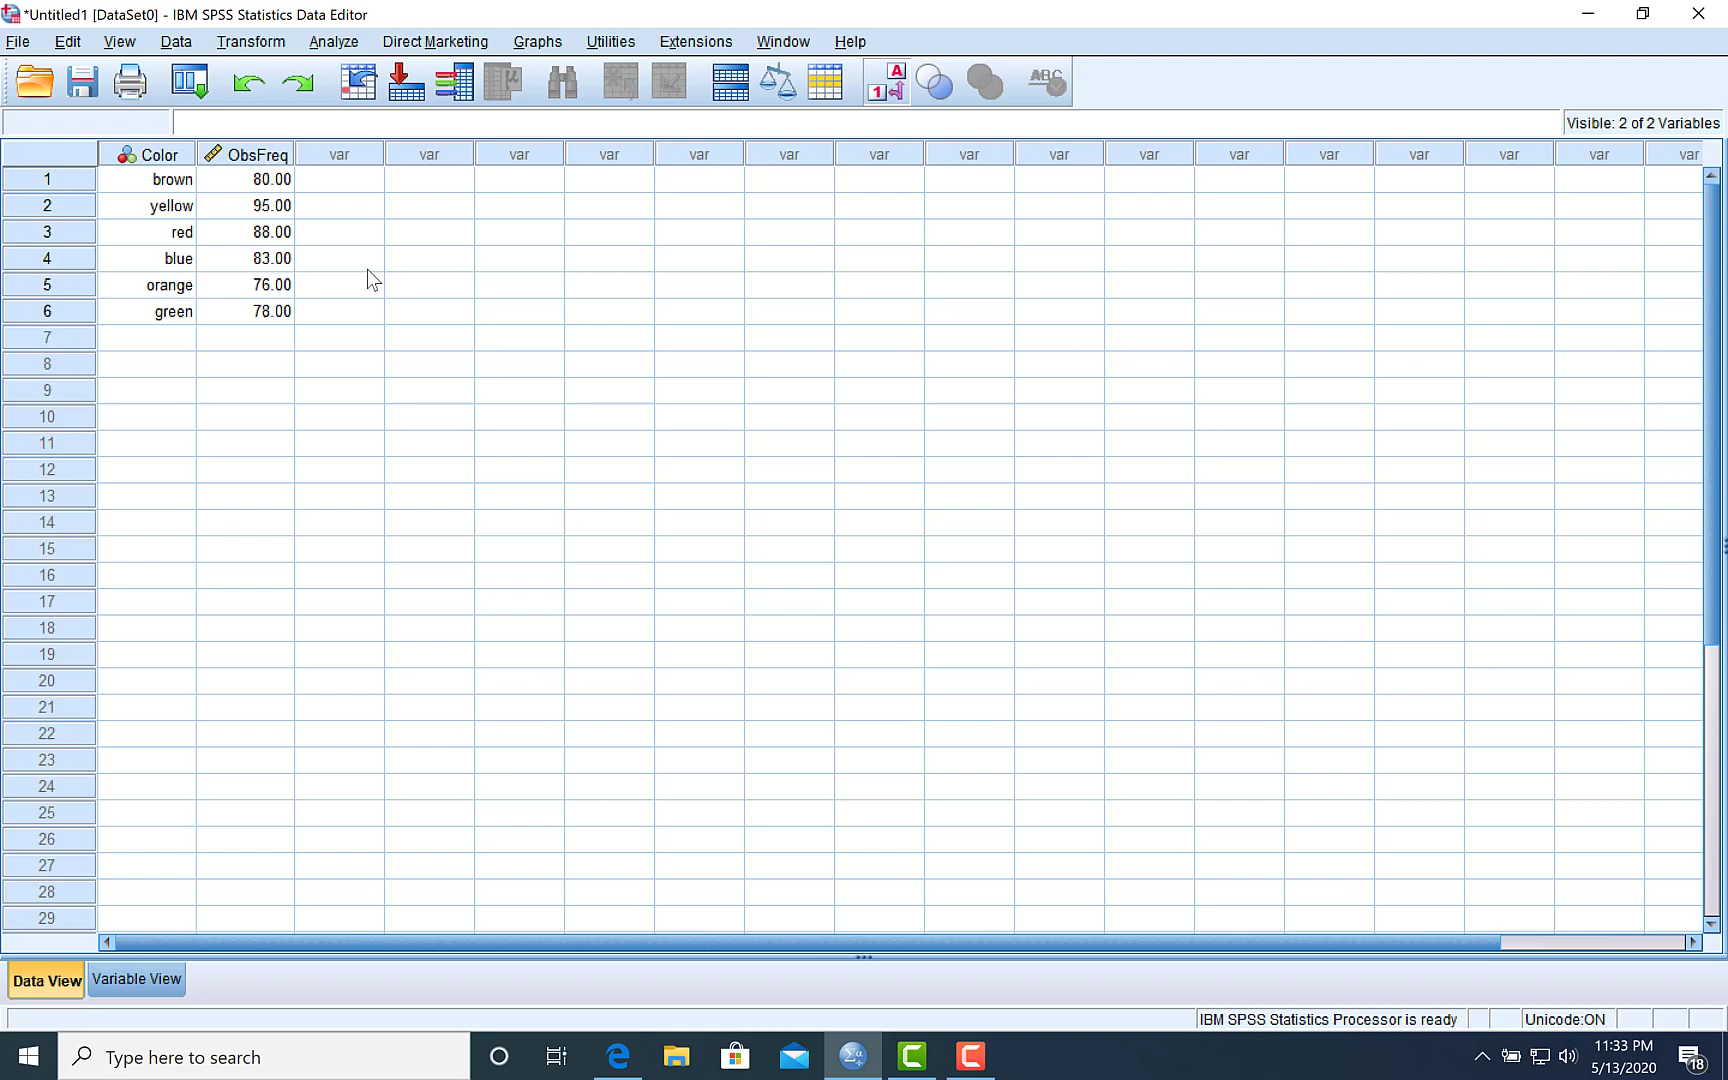 *Untitled1 [DataSet0] - IBM SPSS Statistics Data Editor
File Edit View Data Transform Analyze Direct Marketing Graphs Utilities Extensions Window Help
A
1
ABC
Visible: 2 of 2 Variables
Color ObsFreq var var var var var var var var var var var var var var var var
1 brown 80.00
2 yellow 95.00
3 red 88.00
4 blue 83.00
5 orange 76.00
6 green 78.00
7
8
9
10
11
12
13
14
15
16
17
18
19
20
21
22
23
24
25
26
27
28
29
Data View Variable View
IBM SPSS Statistics Processor is ready Unicode:ON
Type here to search
11:33 PM
5/13/2020
18